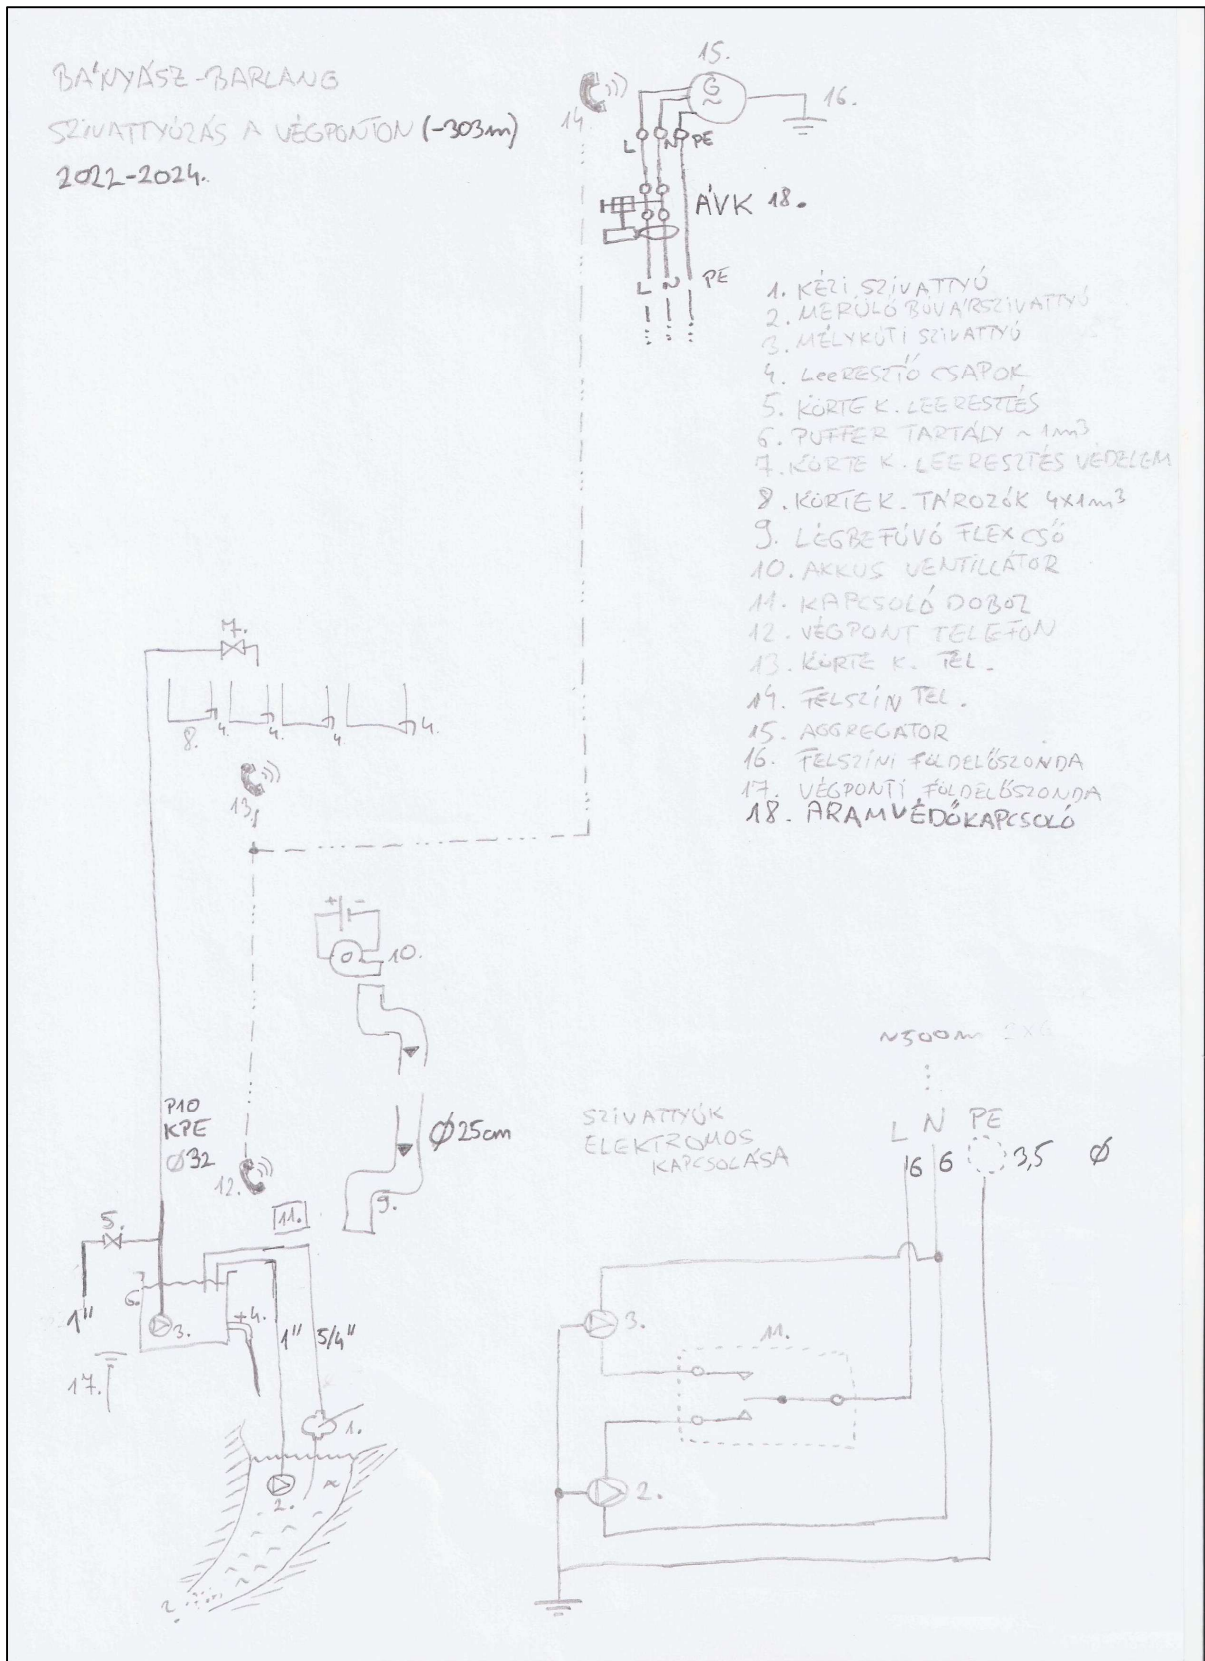 BÁNYÁSZ-BARLANG
SZIVATTYÚZÁS A VÉGPONTON (-303m)
2022-2024.
15.
G
~
16.
14.
L N PE
ÁVK 18.
L N PE
1. KÉZI SZIVATTYÚ
2. MERÜLŐ BÚVÁRSZIVATTYÚ
3. MÉLYKÚTI SZIVATTYÚ
4. LeeRESZTŐ CSAPOK
5. KÖRTE K. LEERESZTÉS
6. PUFFER TARTÁLY ~ 1m³
7. KÖRTE K. LEERESZTÉS VÉDELEM
8. KÖRTE K. TÁROZÓK 4x1m³
9. LÉGBEFÚVÓ FLEX CSŐ
10. AKKUS VENTILLÁTOR
11. KAPCSOLÓ DOBOZ
12. VÉGPONT TELEFON
13. KÖRTE K. TEL.
14. FELSZÍN TEL.
15. AGGREGÁTOR
16. FELSZÍNI FÖLDELŐSZONDA
17. VÉGPONTI FÖLDELŐSZONDA
18. ÁRAMVÉDŐKAPCSOLÓ
7.
8. 4. 4. 4. 4.
13.
+ -
10.
P10
KPE
Ø32
Ø25cm
12.
9.
11.
5.
6.
1"
3.
4.
1"
5/4"
17.
1.
2.
?
~500m
SZIVATTYÚK
ELEKTROMOS
KAPCSOLÁSA
L N PE
6 6 3,5 Ø
3.
11.
2.